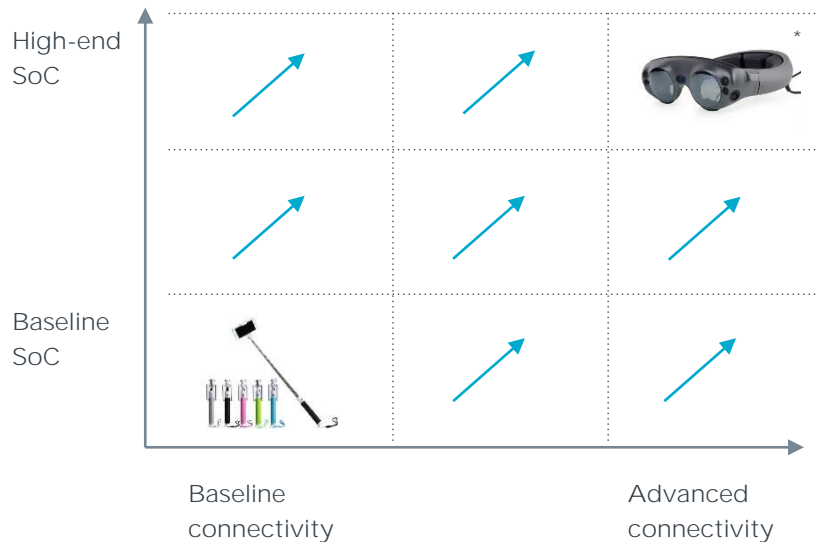 High-end
SoC
*
Baseline
SoC
Baseline
connectivity
Advanced
connectivity